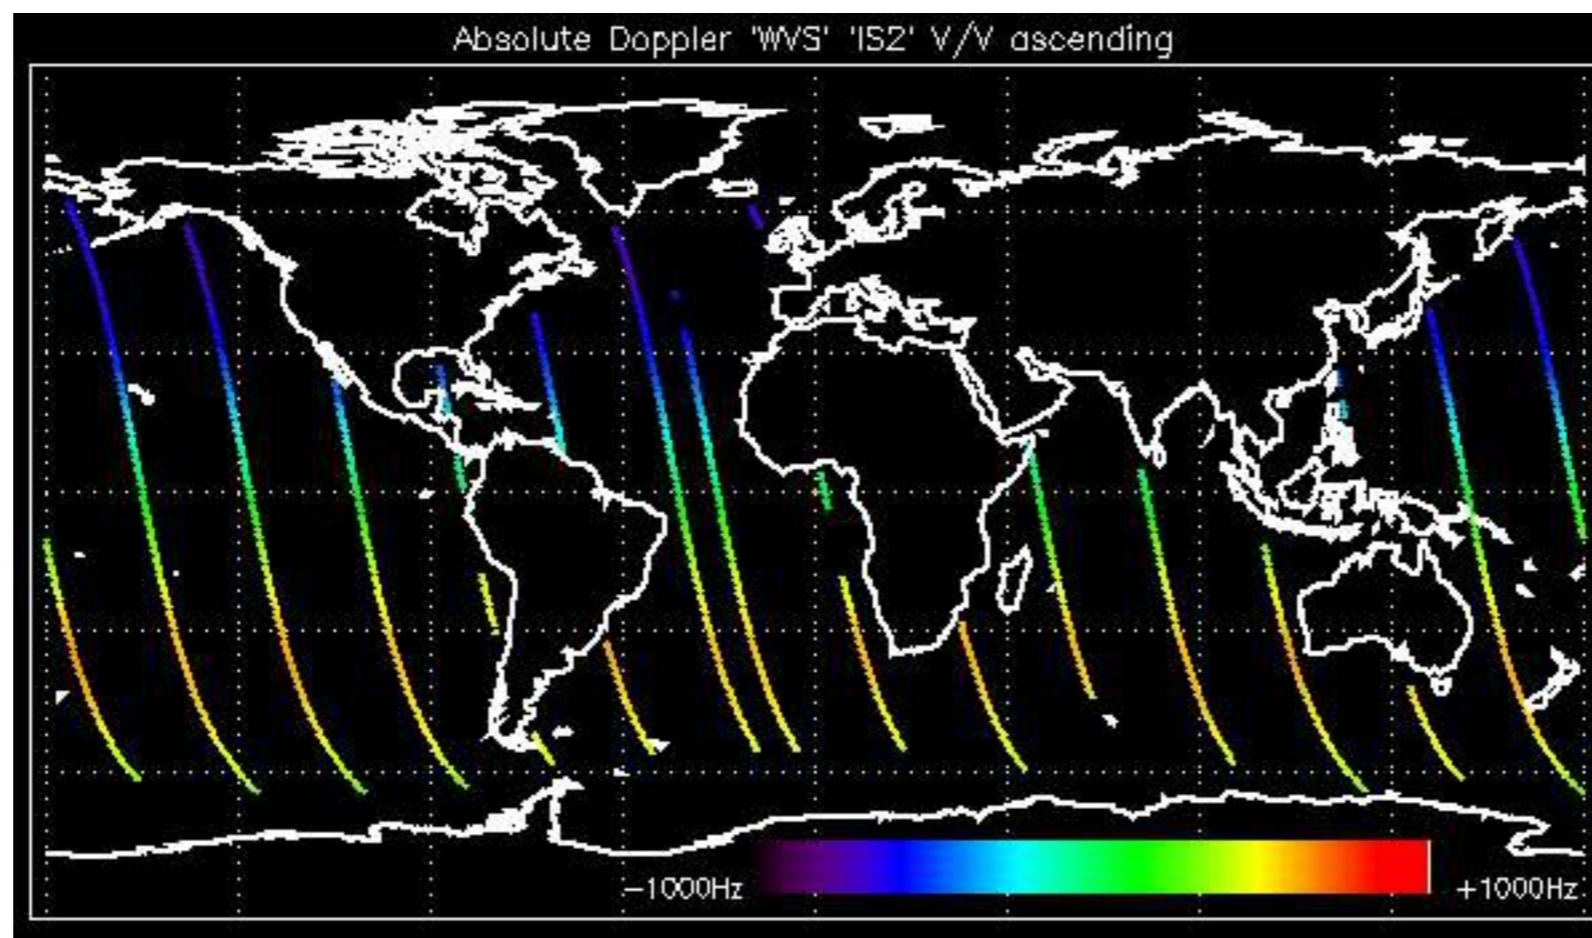 Absolute Doppler 'WVS' 'IS2' V/V ascending
−1000Hz
+1000Hz